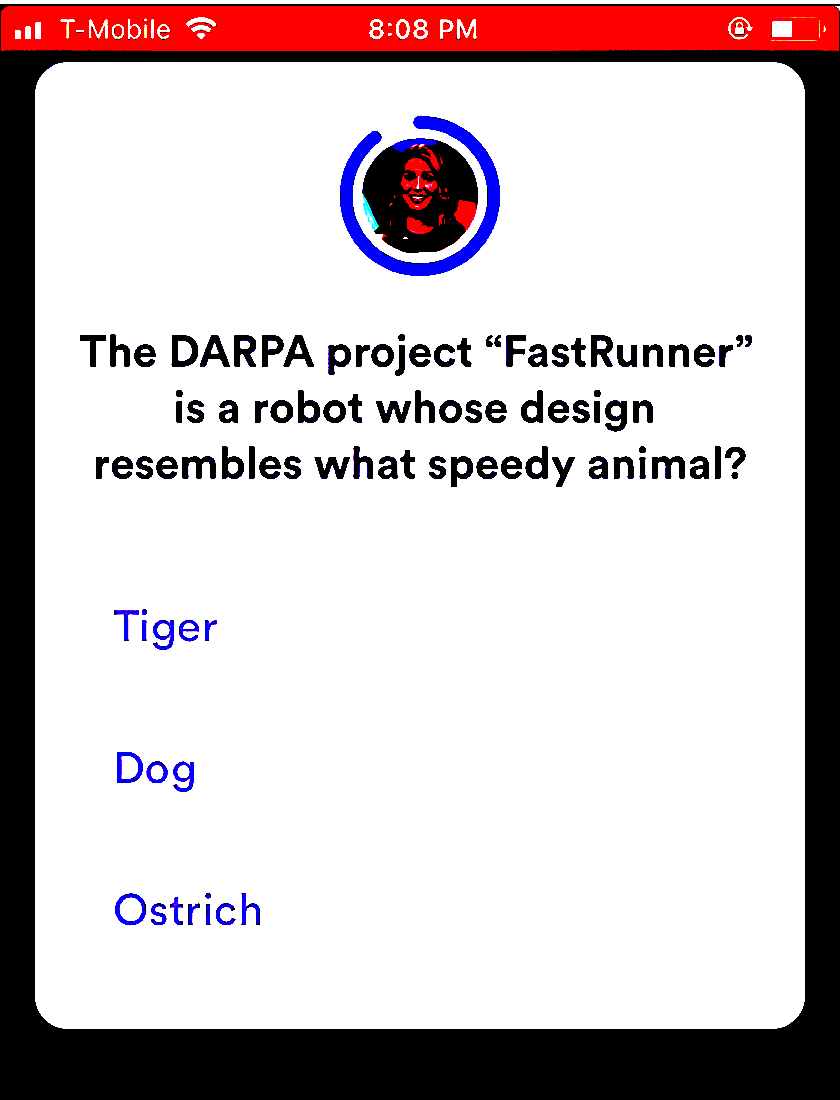 T-Mobile 8:08 PM
The DARPA project “FastRunner”
is a robot whose design
resembles what speedy animal?
Tiger
Dog
Ostrich